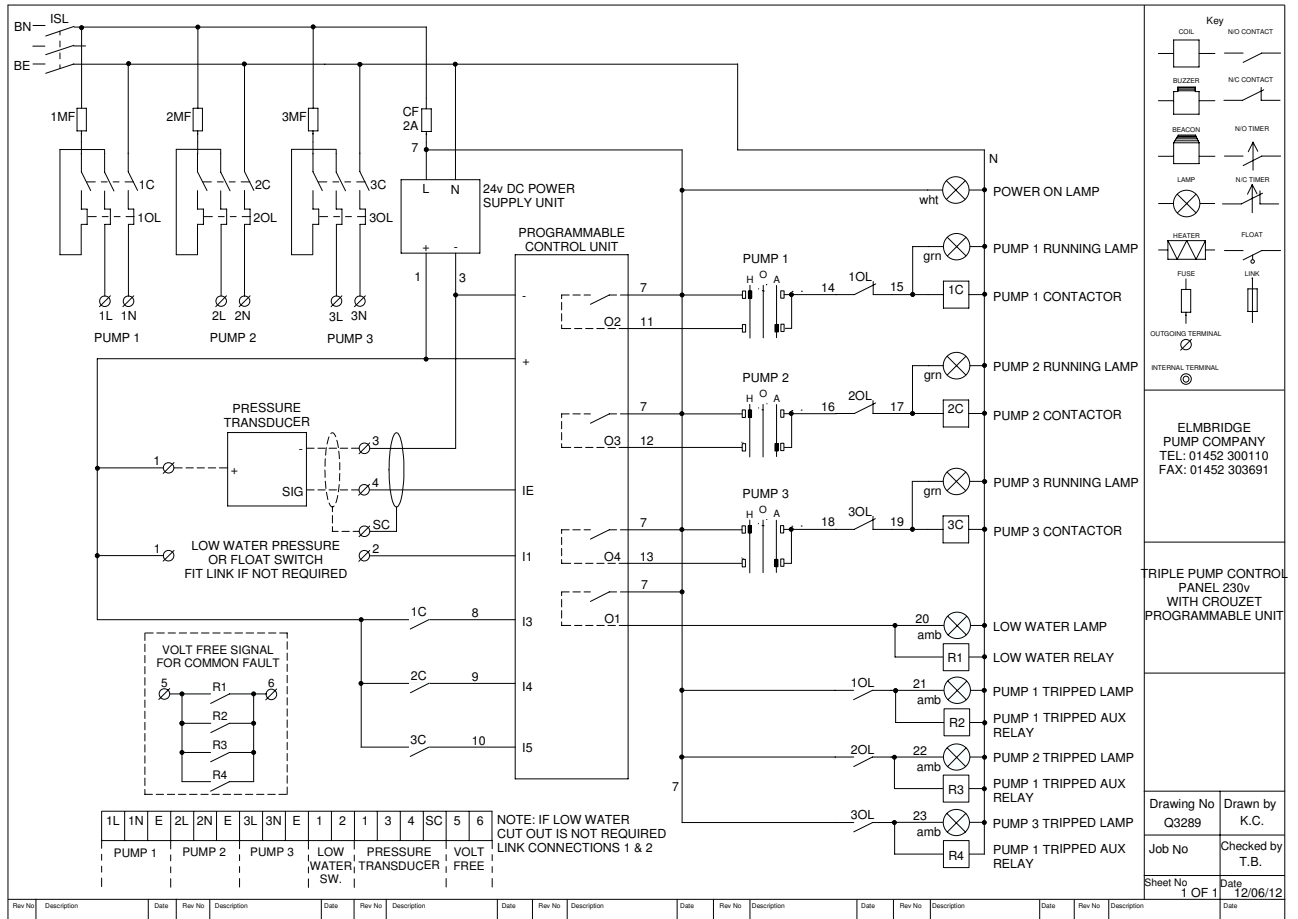 BN
ISL
BE
1MF
2MF
3MF
CF
2A
7
1C
2C
3C
1OL
2OL
3OL
L N
24v DC POWER
SUPPLY UNIT
+ -
1
3
1L 1N
2L 2N
3L 3N
PUMP 1
PUMP 2
PUMP 3
PROGRAMMABLE
CONTROL UNIT
-
+
IE
I1
I3
I4
I5
O2
O3
O4
O1
7
11
7
12
7
13
7
PUMP 1
H O A
14
1OL
15
PUMP 2
H O A
16
2OL
17
PUMP 3
H O A
18
3OL
19
N
wht
POWER ON LAMP
grn
PUMP 1 RUNNING LAMP
1C
PUMP 1 CONTACTOR
grn
PUMP 2 RUNNING LAMP
2C
PUMP 2 CONTACTOR
grn
PUMP 3 RUNNING LAMP
3C
PUMP 3 CONTACTOR
20
amb
LOW WATER LAMP
R1
LOW WATER RELAY
1OL
21
amb
PUMP 1 TRIPPED LAMP
R2
PUMP 1 TRIPPED AUX
RELAY
2OL
22
amb
PUMP 2 TRIPPED LAMP
R3
PUMP 1 TRIPPED AUX
RELAY
7
3OL
23
amb
PUMP 3 TRIPPED LAMP
R4
PUMP 1 TRIPPED AUX
RELAY
PRESSURE
TRANSDUCER
-
+
SIG
1
3
4
SC
1
2
LOW WATER PRESSURE
OR FLOAT SWITCH
FIT LINK IF NOT REQUIRED
1C
8
2C
9
3C
10
VOLT FREE SIGNAL
FOR COMMON FAULT
5
6
R1
R2
R3
R4
1L 1N E 2L 2N E 3L 3N E 1 2 1 3 4 SC 5 6
PUMP 1
PUMP 2
PUMP 3
LOW
WATER
SW.
PRESSURE
TRANSDUCER
VOLT
FREE
NOTE: IF LOW WATER
CUT OUT IS NOT REQUIRED
LINK CONNECTIONS 1 & 2
Key
COIL
N/O CONTACT
BUZZER
N/C CONTACT
BEACON
N/O TIMER
LAMP
N/C TIMER
HEATER
FLOAT
FUSE
LINK
OUTGOING TERMINAL
INTERNAL TERMINAL
ELMBRIDGE
PUMP COMPANY
TEL: 01452 300110
FAX: 01452 303691
TRIPLE PUMP CONTROL
PANEL 230v
WITH CROUZET
PROGRAMMABLE UNIT
Drawing No
Q3289
Drawn by
K.C.
Job No
Checked by
T.B.
Sheet No
1 OF 1
Date
12/06/12
Rev No Description Date Rev No Description Date Rev No Description Date Rev No Description Date Rev No Description Date Rev No Description Date